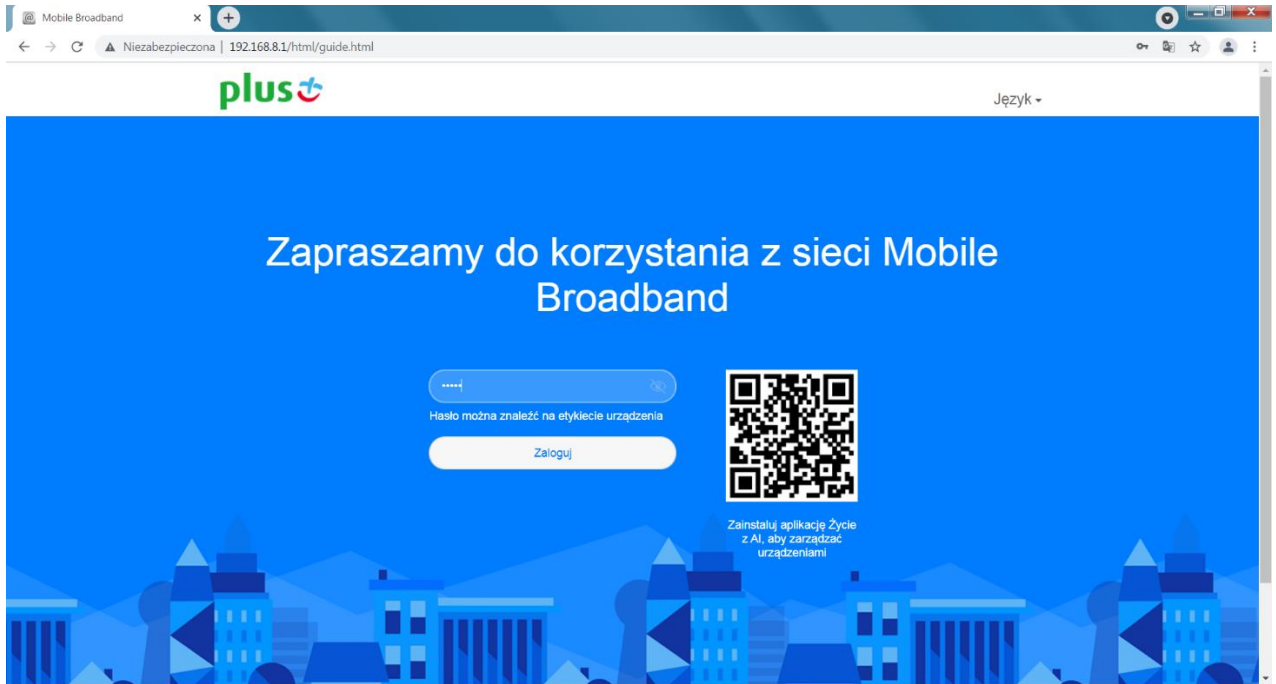 Mobile Broadband
Niezabezpieczona | 192.168.8.1/html/guide.html
plus
Język
Zapraszamy do korzystania z sieci Mobile
Broadband
•••••
Hasło można znaleźć na etykiecie urządzenia
Zaloguj
Zainstaluj aplikację Życie
z AI, aby zarządzać
urządzeniami